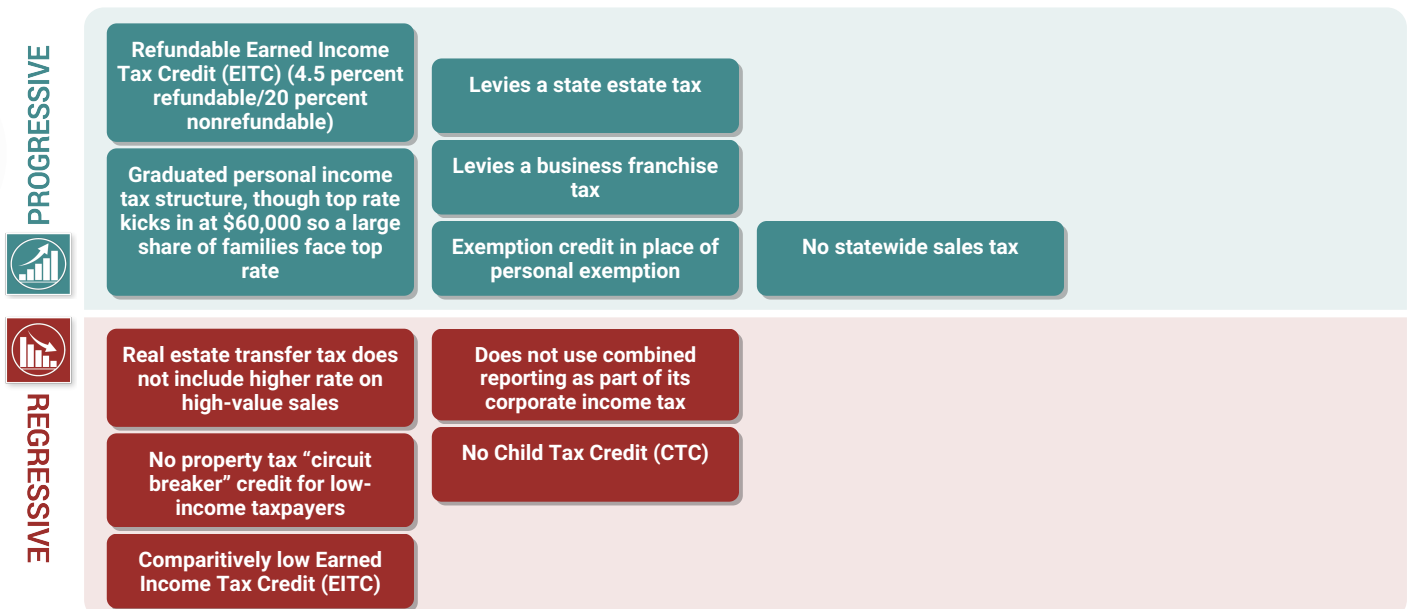 PROGRESSIVE
Refundable Earned Income
Tax Credit (EITC) (4.5 percent
refundable/20 percent
nonrefundable)
Graduated personal income
tax structure, though top rate
kicks in at $60,000 so a large
share of families face top
rate
Levies a state estate tax
Levies a business franchise
tax
Exemption credit in place of
personal exemption
No statewide sales tax
REGRESSIVE
Real estate transfer tax does
not include higher rate on
high-value sales
No property tax “circuit
breaker” credit for low-
income taxpayers
Comparitively low Earned
Income Tax Credit (EITC)
Does not use combined
reporting as part of its
corporate income tax
No Child Tax Credit (CTC)